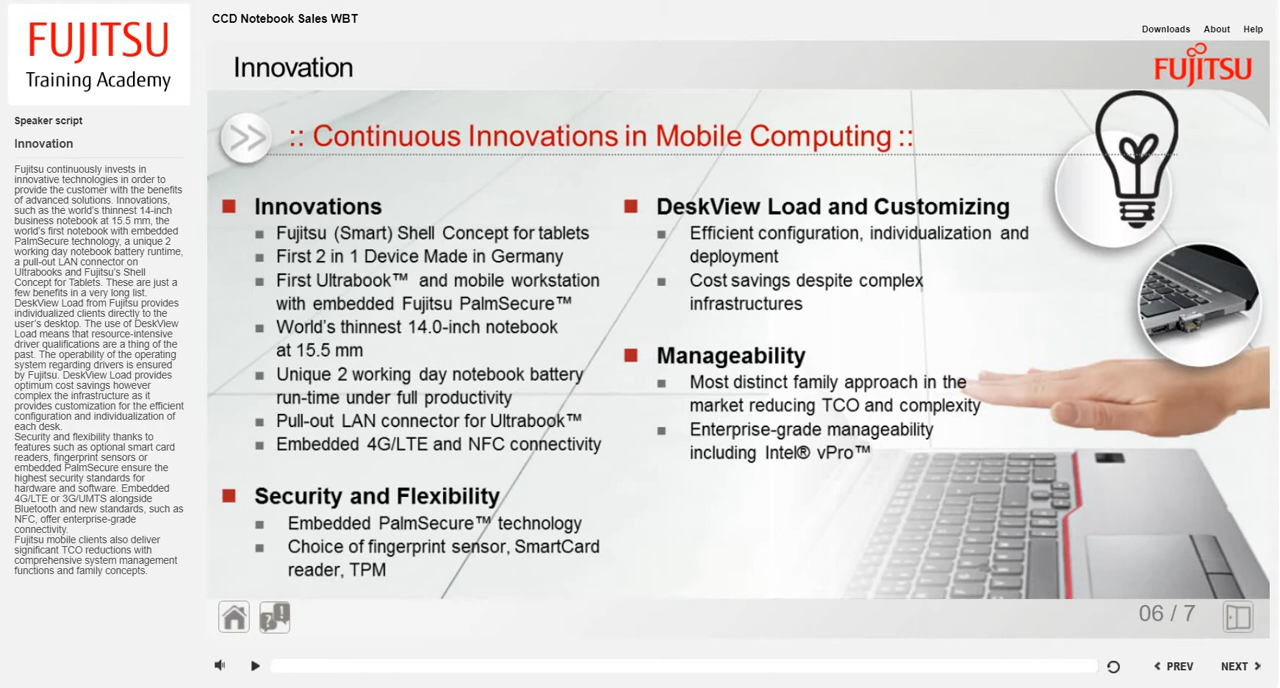 FUJITSU
Training Academy
CCD Notebook Sales WBT
Downloads
About
Help
Speaker script
Innovation
Fujitsu continuously invests in
innovative technologies in order to
provide the customer with the benefits
of advanced solutions. Innovations,
such as the world's thinnest 14-inch
business notebook at 15.5 mm, the
world's first notebook with embedded
PalmSecure technology, a unique 2
working day notebook battery runtime,
a pull-out LAN connector on
Ultrabooks and Fujitsu's Shell
Concept for Tablets. These are just a
few benefits in a very long list.
DeskView Load from Fujitsu provides
individualized clients directly to the
user's desktop. The use of DeskView
Load means that resource-intensive
driver qualifications are a thing of the
past. The operability of the operating
system regarding drivers is ensured
by Fujitsu. DeskView Load provides
optimum cost savings however
complex the infrastructure as it
provides customization for the efficient
configuration and individualization of
each desk.
Security and flexibility thanks to
features such as optional smart card
readers, fingerprint sensors or
embedded PalmSecure ensure the
highest security standards for
hardware and software. Embedded
4G/LTE or 3G/UMTS alongside
Bluetooth and new standards, such as
NFC, offer enterprise-grade
connectivity.
Fujitsu mobile clients also deliver
significant TCO reductions with
comprehensive system management
functions and family concepts.
Innovation
FUJITSU
:: Continuous Innovations in Mobile Computing ::
Innovations
Fujitsu (Smart) Shell Concept for tablets
First 2 in 1 Device Made in Germany
First Ultrabook™ and mobile workstation
with embedded Fujitsu PalmSecure™
World's thinnest 14.0-inch notebook
at 15.5 mm
Unique 2 working day notebook battery
run-time under full productivity
Pull-out LAN connector for Ultrabook™
Embedded 4G/LTE and NFC connectivity
Security and Flexibility
Embedded PalmSecure™ technology
Choice of fingerprint sensor, SmartCard
reader, TPM
DeskView Load and Customizing
Efficient configuration, individualization and
deployment
Cost savings despite complex
infrastructures
Manageability
Most distinct family approach in the
market reducing TCO and complexity
Enterprise-grade manageability
including Intel® vPro™
06 / 7
PREV
NEXT